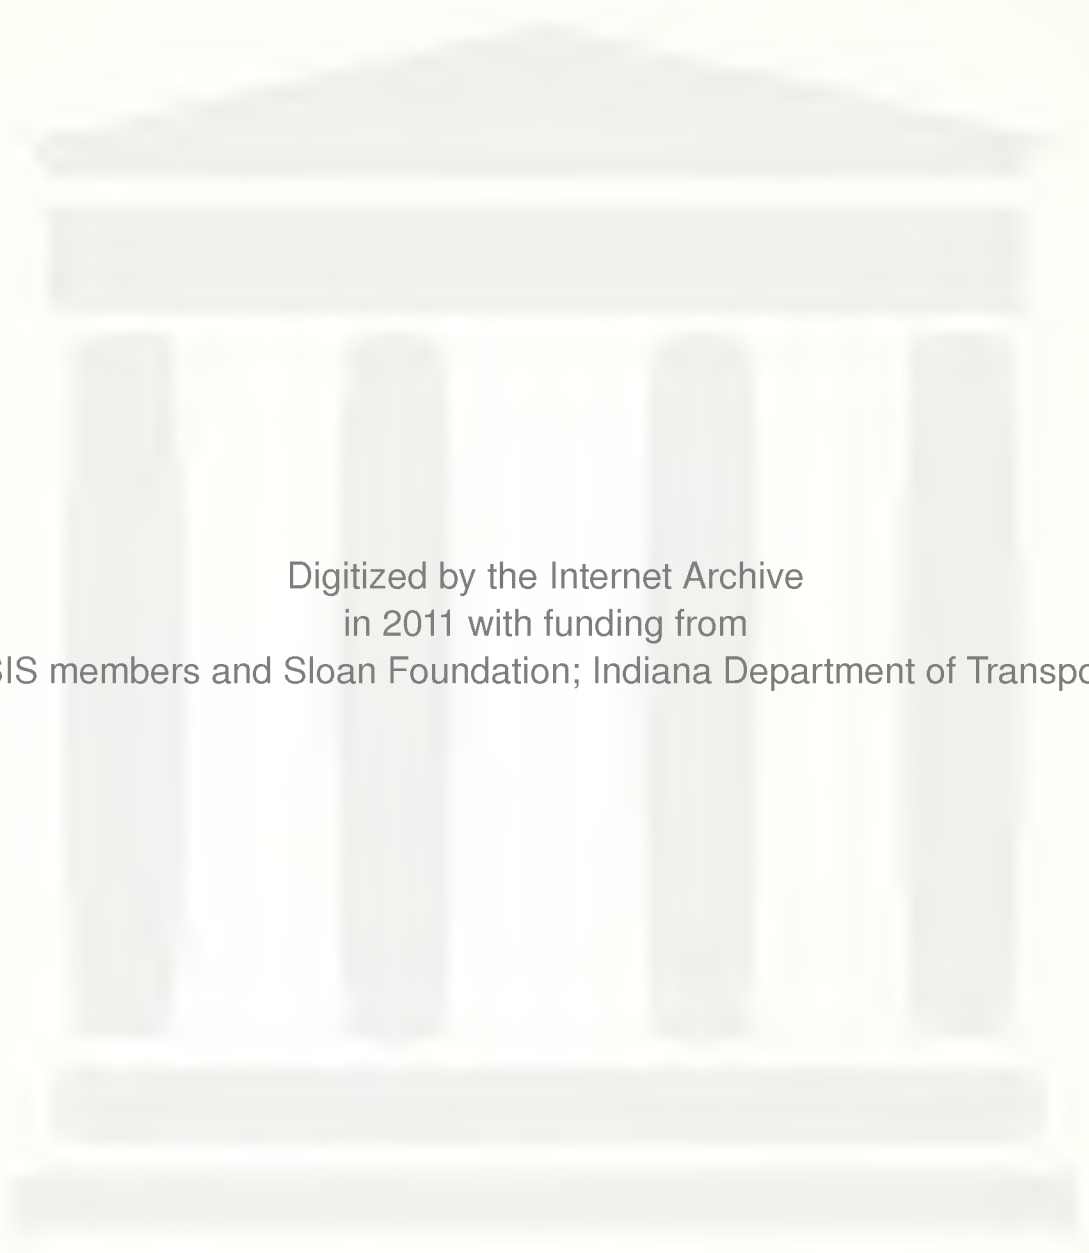 Digitized by the Internet Archive
in 2011 with funding from
members and Sloan Foundation; Indiana Department of